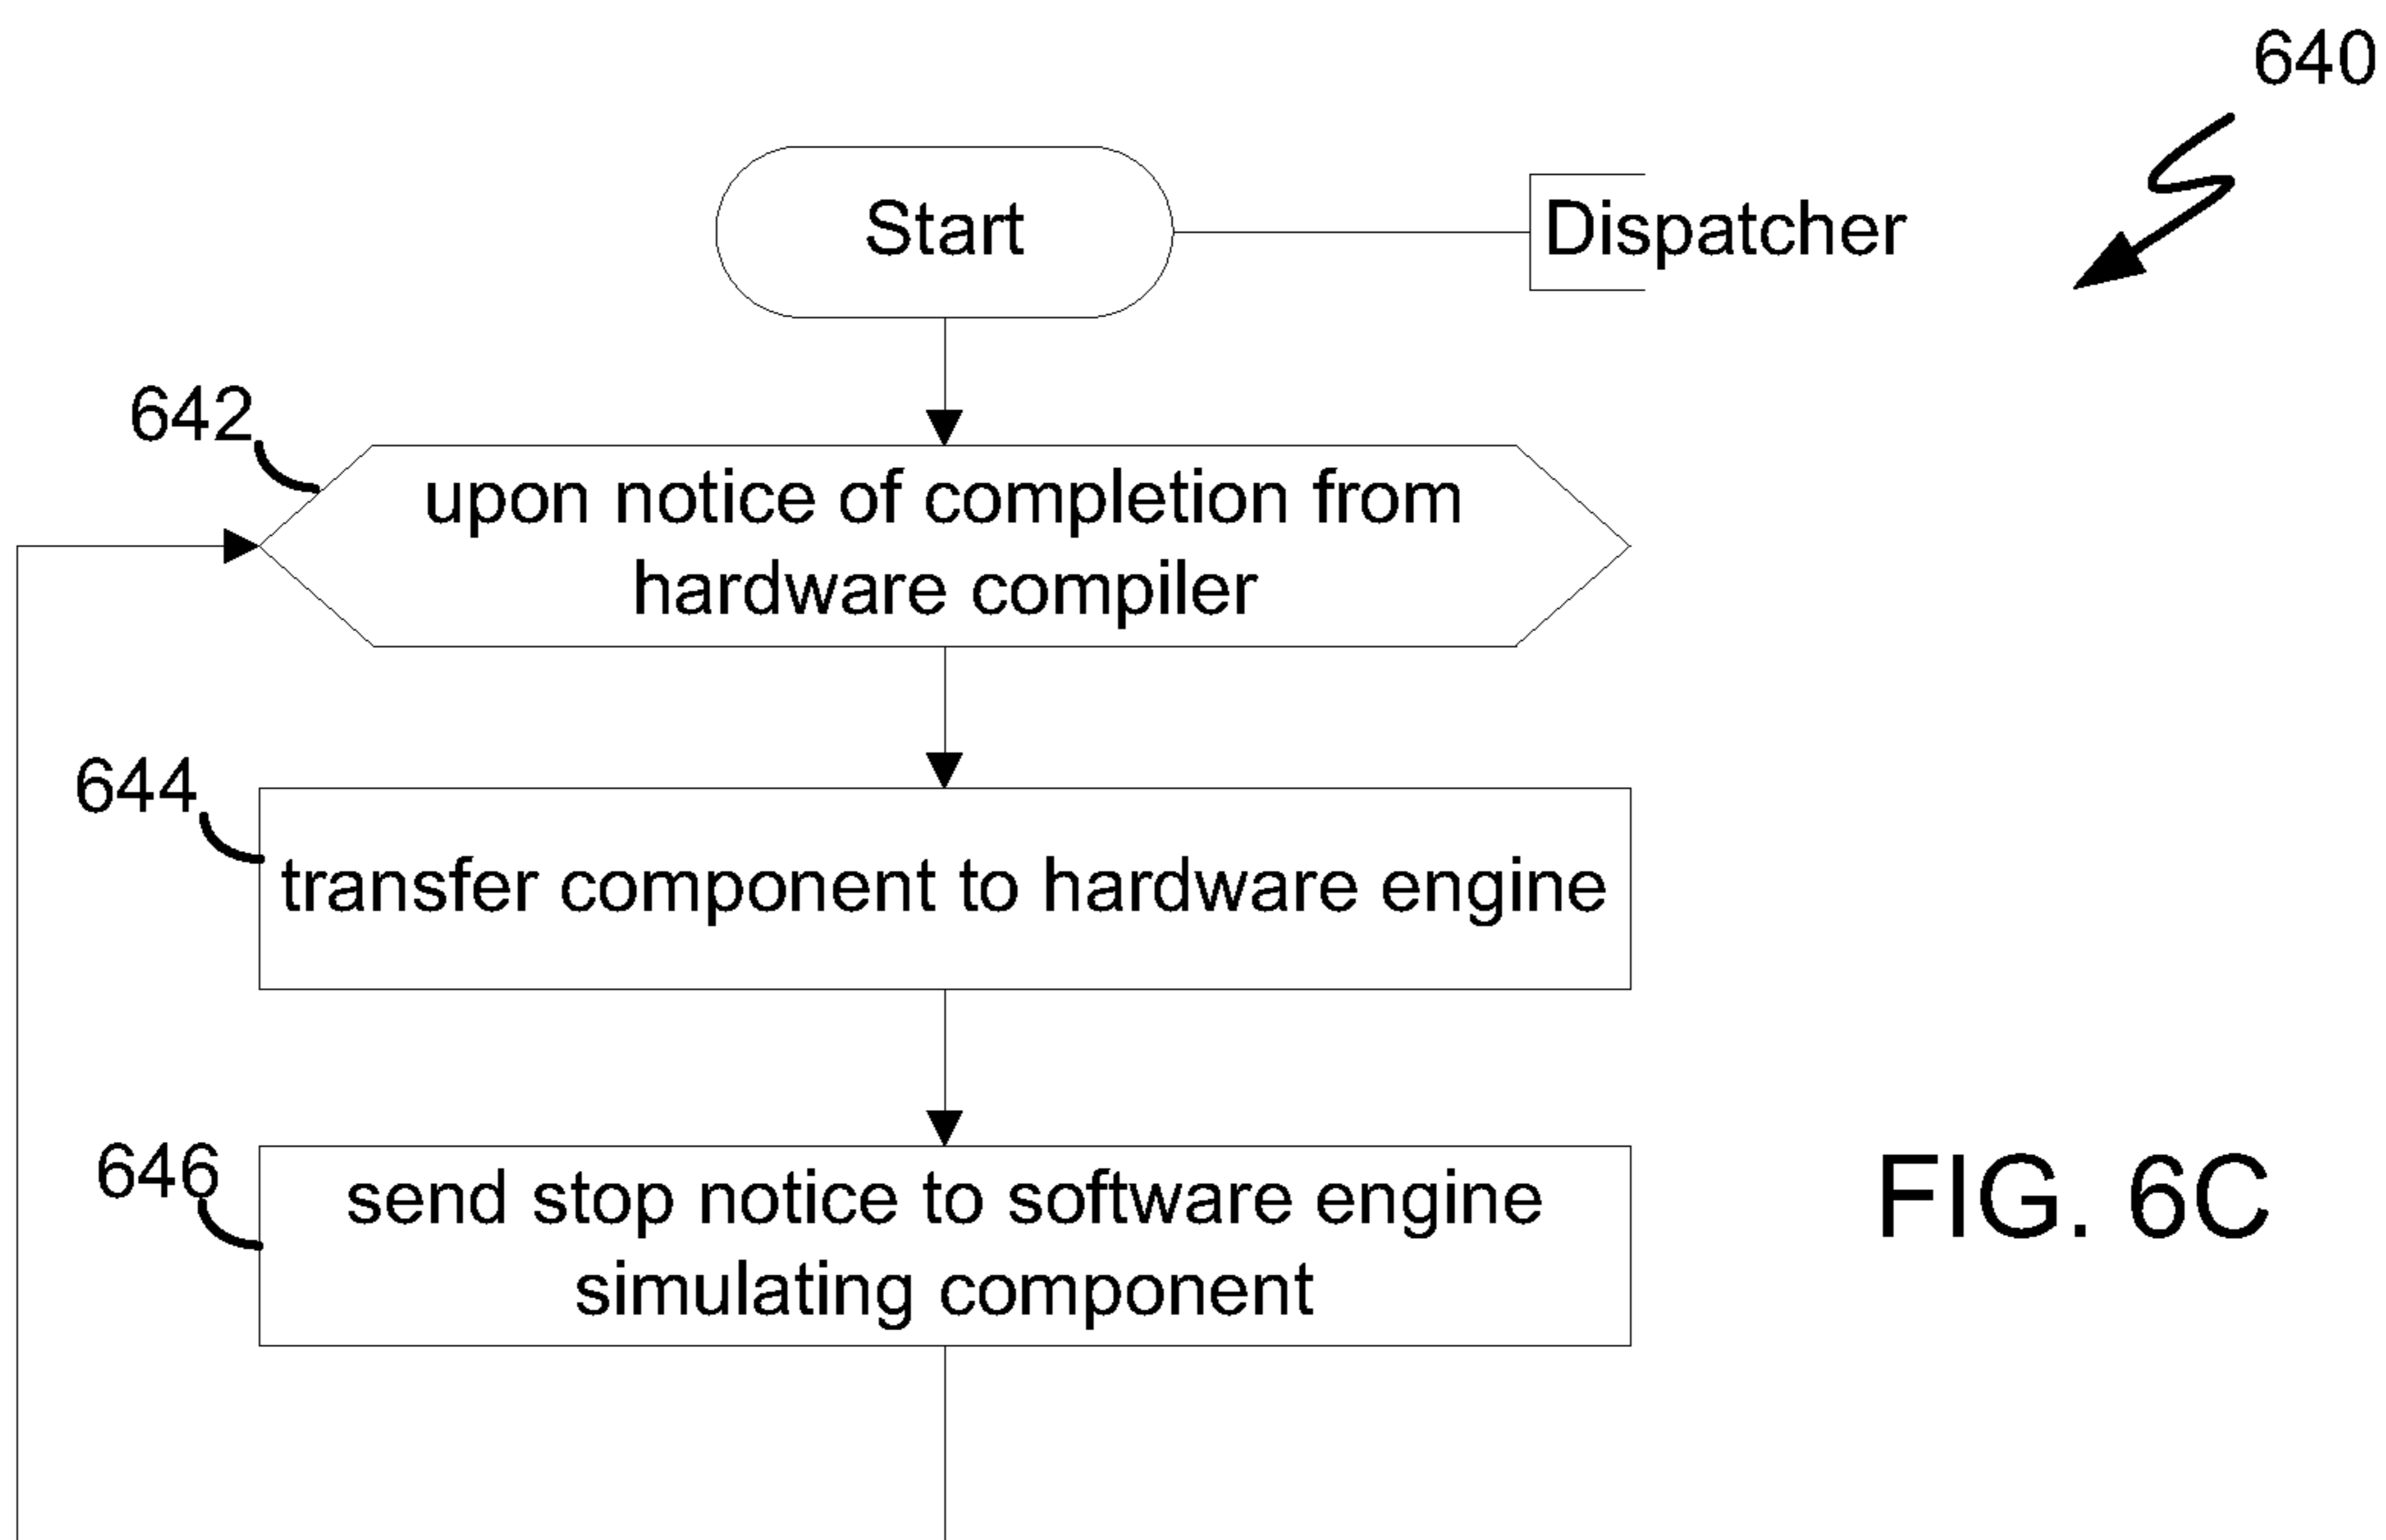 640
Start
Dispatcher
642
upon notice of completion from
hardware compiler
644
transfer component to hardware engine
646
send stop notice to software engine
simulating component
FIG. 6C